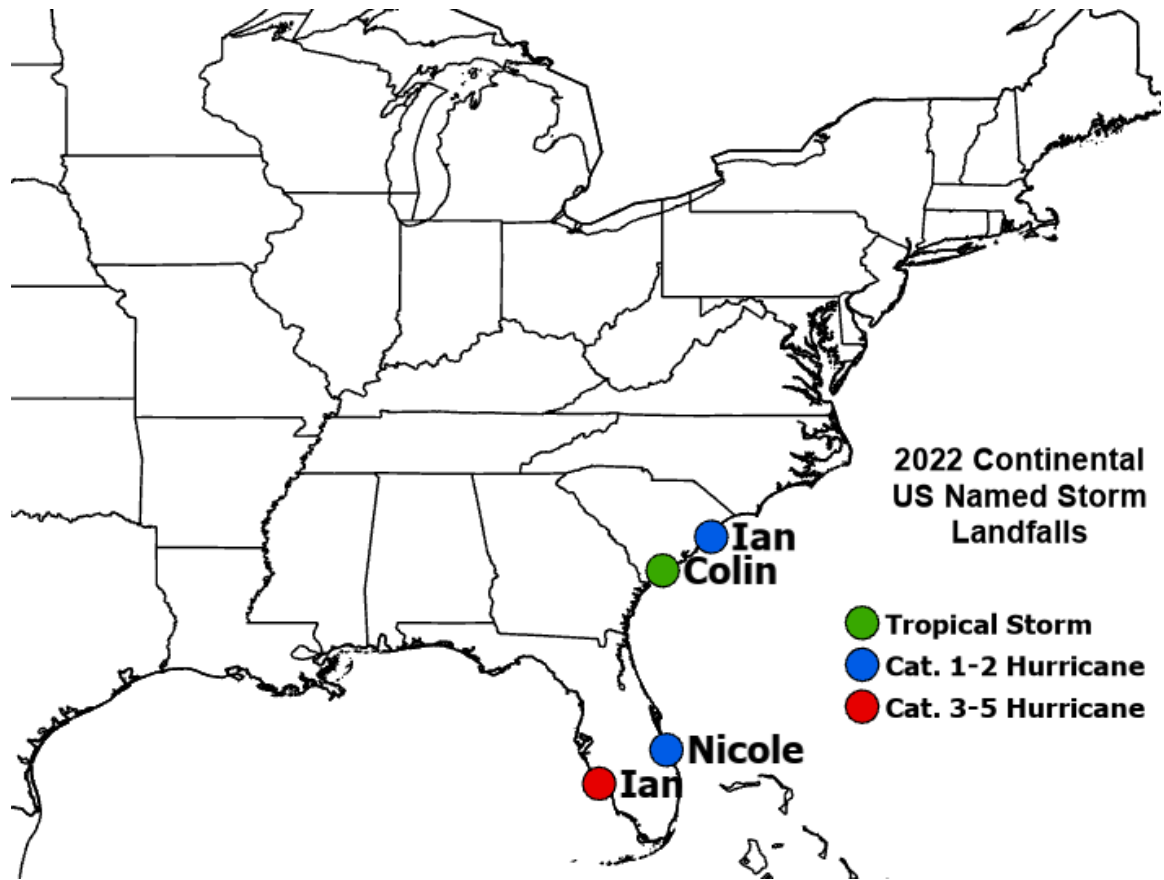 2022 Continental
US Named Storm
Landfalls
Ian
Colin
Tropical Storm
Cat. 1-2 Hurricane
Cat. 3-5 Hurricane
Nicole
Ian